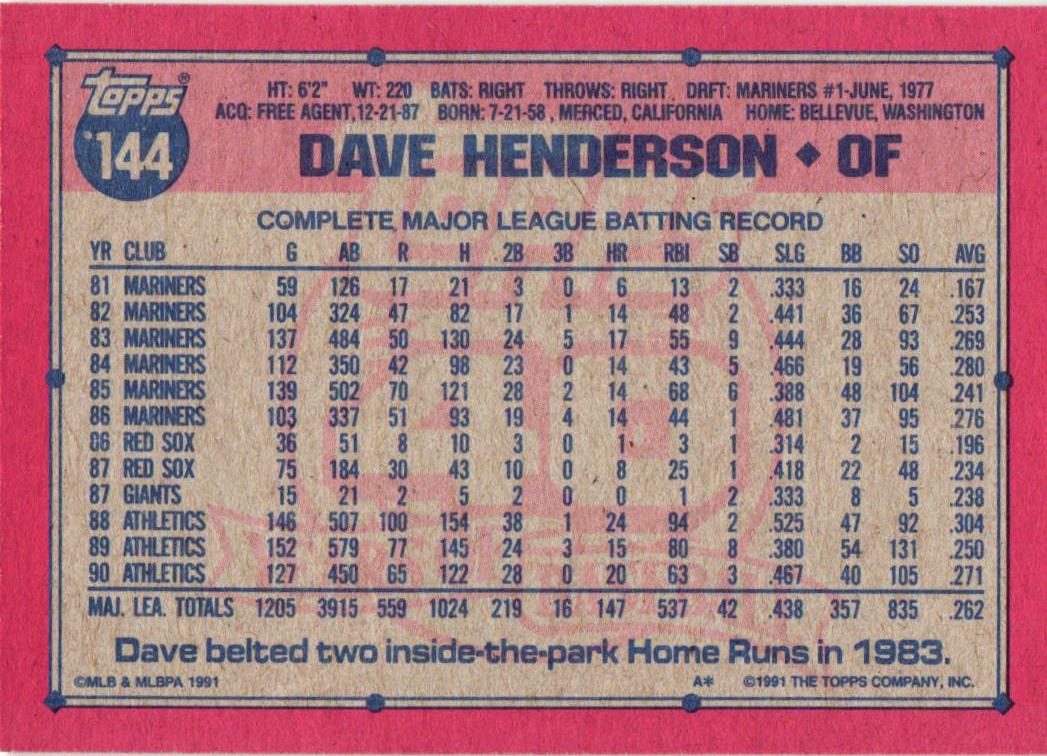 topps®
144
HT: 6'2" WT: 220 BATS: RIGHT THROWS: RIGHT DRFT: MARINERS #1-JUNE, 1977
ACQ: FREE AGENT, 12-21-87 BORN: 7-21-58, MERCED, CALIFORNIA HOME: BELLEVUE, WASHINGTON
DAVE HENDERSON ◆ OF
COMPLETE MAJOR LEAGUE BATTING RECORD
YR CLUB G AB R H 2B 3B HR RBI SB SLG BB SO AVG
81 MARINERS 59 126 17 21 3 0 6 13 2 .333 16 24 .167
82 MARINERS 104 324 47 82 17 1 14 48 2 .441 36 67 .253
83 MARINERS 137 484 50 130 24 5 17 55 9 .444 28 93 .269
84 MARINERS 112 350 42 98 23 0 14 43 5 .466 19 56 .280
85 MARINERS 139 502 70 121 28 2 14 68 6 .388 48 104 .241
86 MARINERS 103 337 51 93 19 4 14 44 1 .481 37 95 .276
86 RED SOX 36 51 8 10 3 0 1 3 1 .314 2 15 .196
87 RED SOX 75 184 30 43 10 0 8 25 1 .418 22 48 .234
87 GIANTS 15 21 2 5 2 0 0 1 2 .333 8 5 .238
88 ATHLETICS 146 507 100 154 38 1 24 94 2 .525 47 92 .304
89 ATHLETICS 152 579 77 145 24 3 15 80 8 .380 54 131 .250
90 ATHLETICS 127 450 65 122 28 0 20 63 3 .467 40 105 .271
MAJ. LEA. TOTALS 1205 3915 559 1024 219 16 147 537 42 .438 357 835 .262
Dave belted two inside-the-park Home Runs in 1983.
©MLB & MLBPA 1991 A* ©1991 THE TOPPS COMPANY, INC.